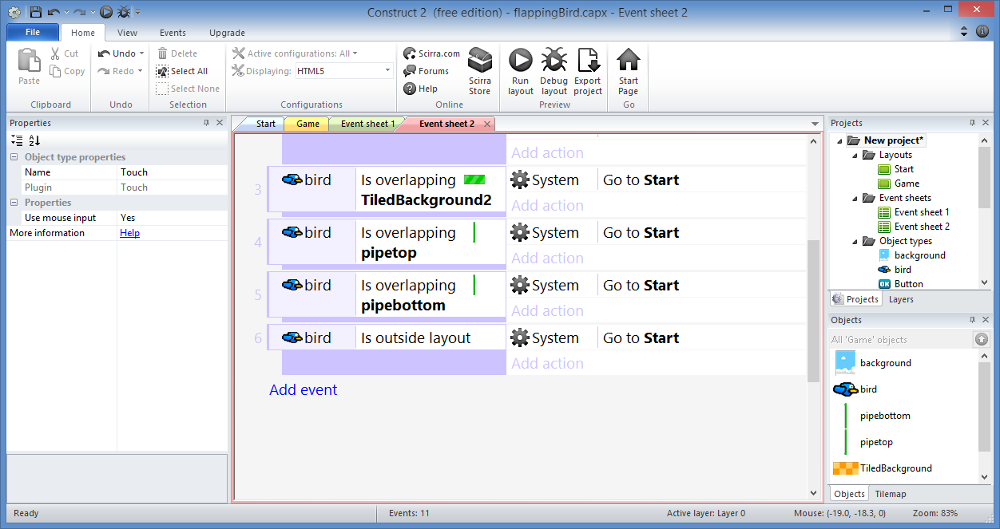 Construct 2 (free edition) - flappingBird.capx - Event sheet 2
File Home View Events Upgrade
Paste
Cut
Copy
Clipboard
Undo
Redo
Undo
Delete
Select All
Select None
Selection
Active configurations: All
Displaying: HTML5
Configurations
Scirra.com
Forums
Help
Scirra Store
Online
Run layout
Debug layout
Export project
Preview
Start Page
Go
Properties
Object type properties
Name Touch
Plugin Touch
Properties
Use mouse input Yes
More information Help
Start Game Event sheet 1 Event sheet 2
Add action
3 bird Is overlapping System Go to Start
TiledBackground2 Add action
4 bird Is overlapping System Go to Start
pipetop Add action
5 bird Is overlapping System Go to Start
pipebottom Add action
6 bird Is outside layout System Go to Start
Add action
Add event
Projects
New project*
Layouts
Start
Game
Event sheets
Event sheet 1
Event sheet 2
Object types
background
bird
OK Button
Projects Layers
Objects
All 'Game' objects
background
bird
pipebottom
pipetop
TiledBackground
Objects Tilemap
Ready Events: 11 Active layer: Layer 0 Mouse: (-19.0, -18.3, 0) Zoom: 83%